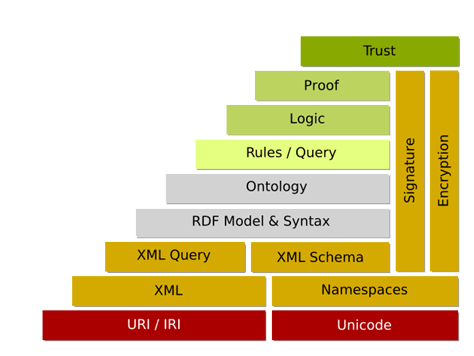 Trust
Proof
Logic
Rules / Query
Ontology
RDF Model & Syntax
XML Query
XML Schema
Signature
Encryption
XML
Namespaces
URI / IRI
Unicode